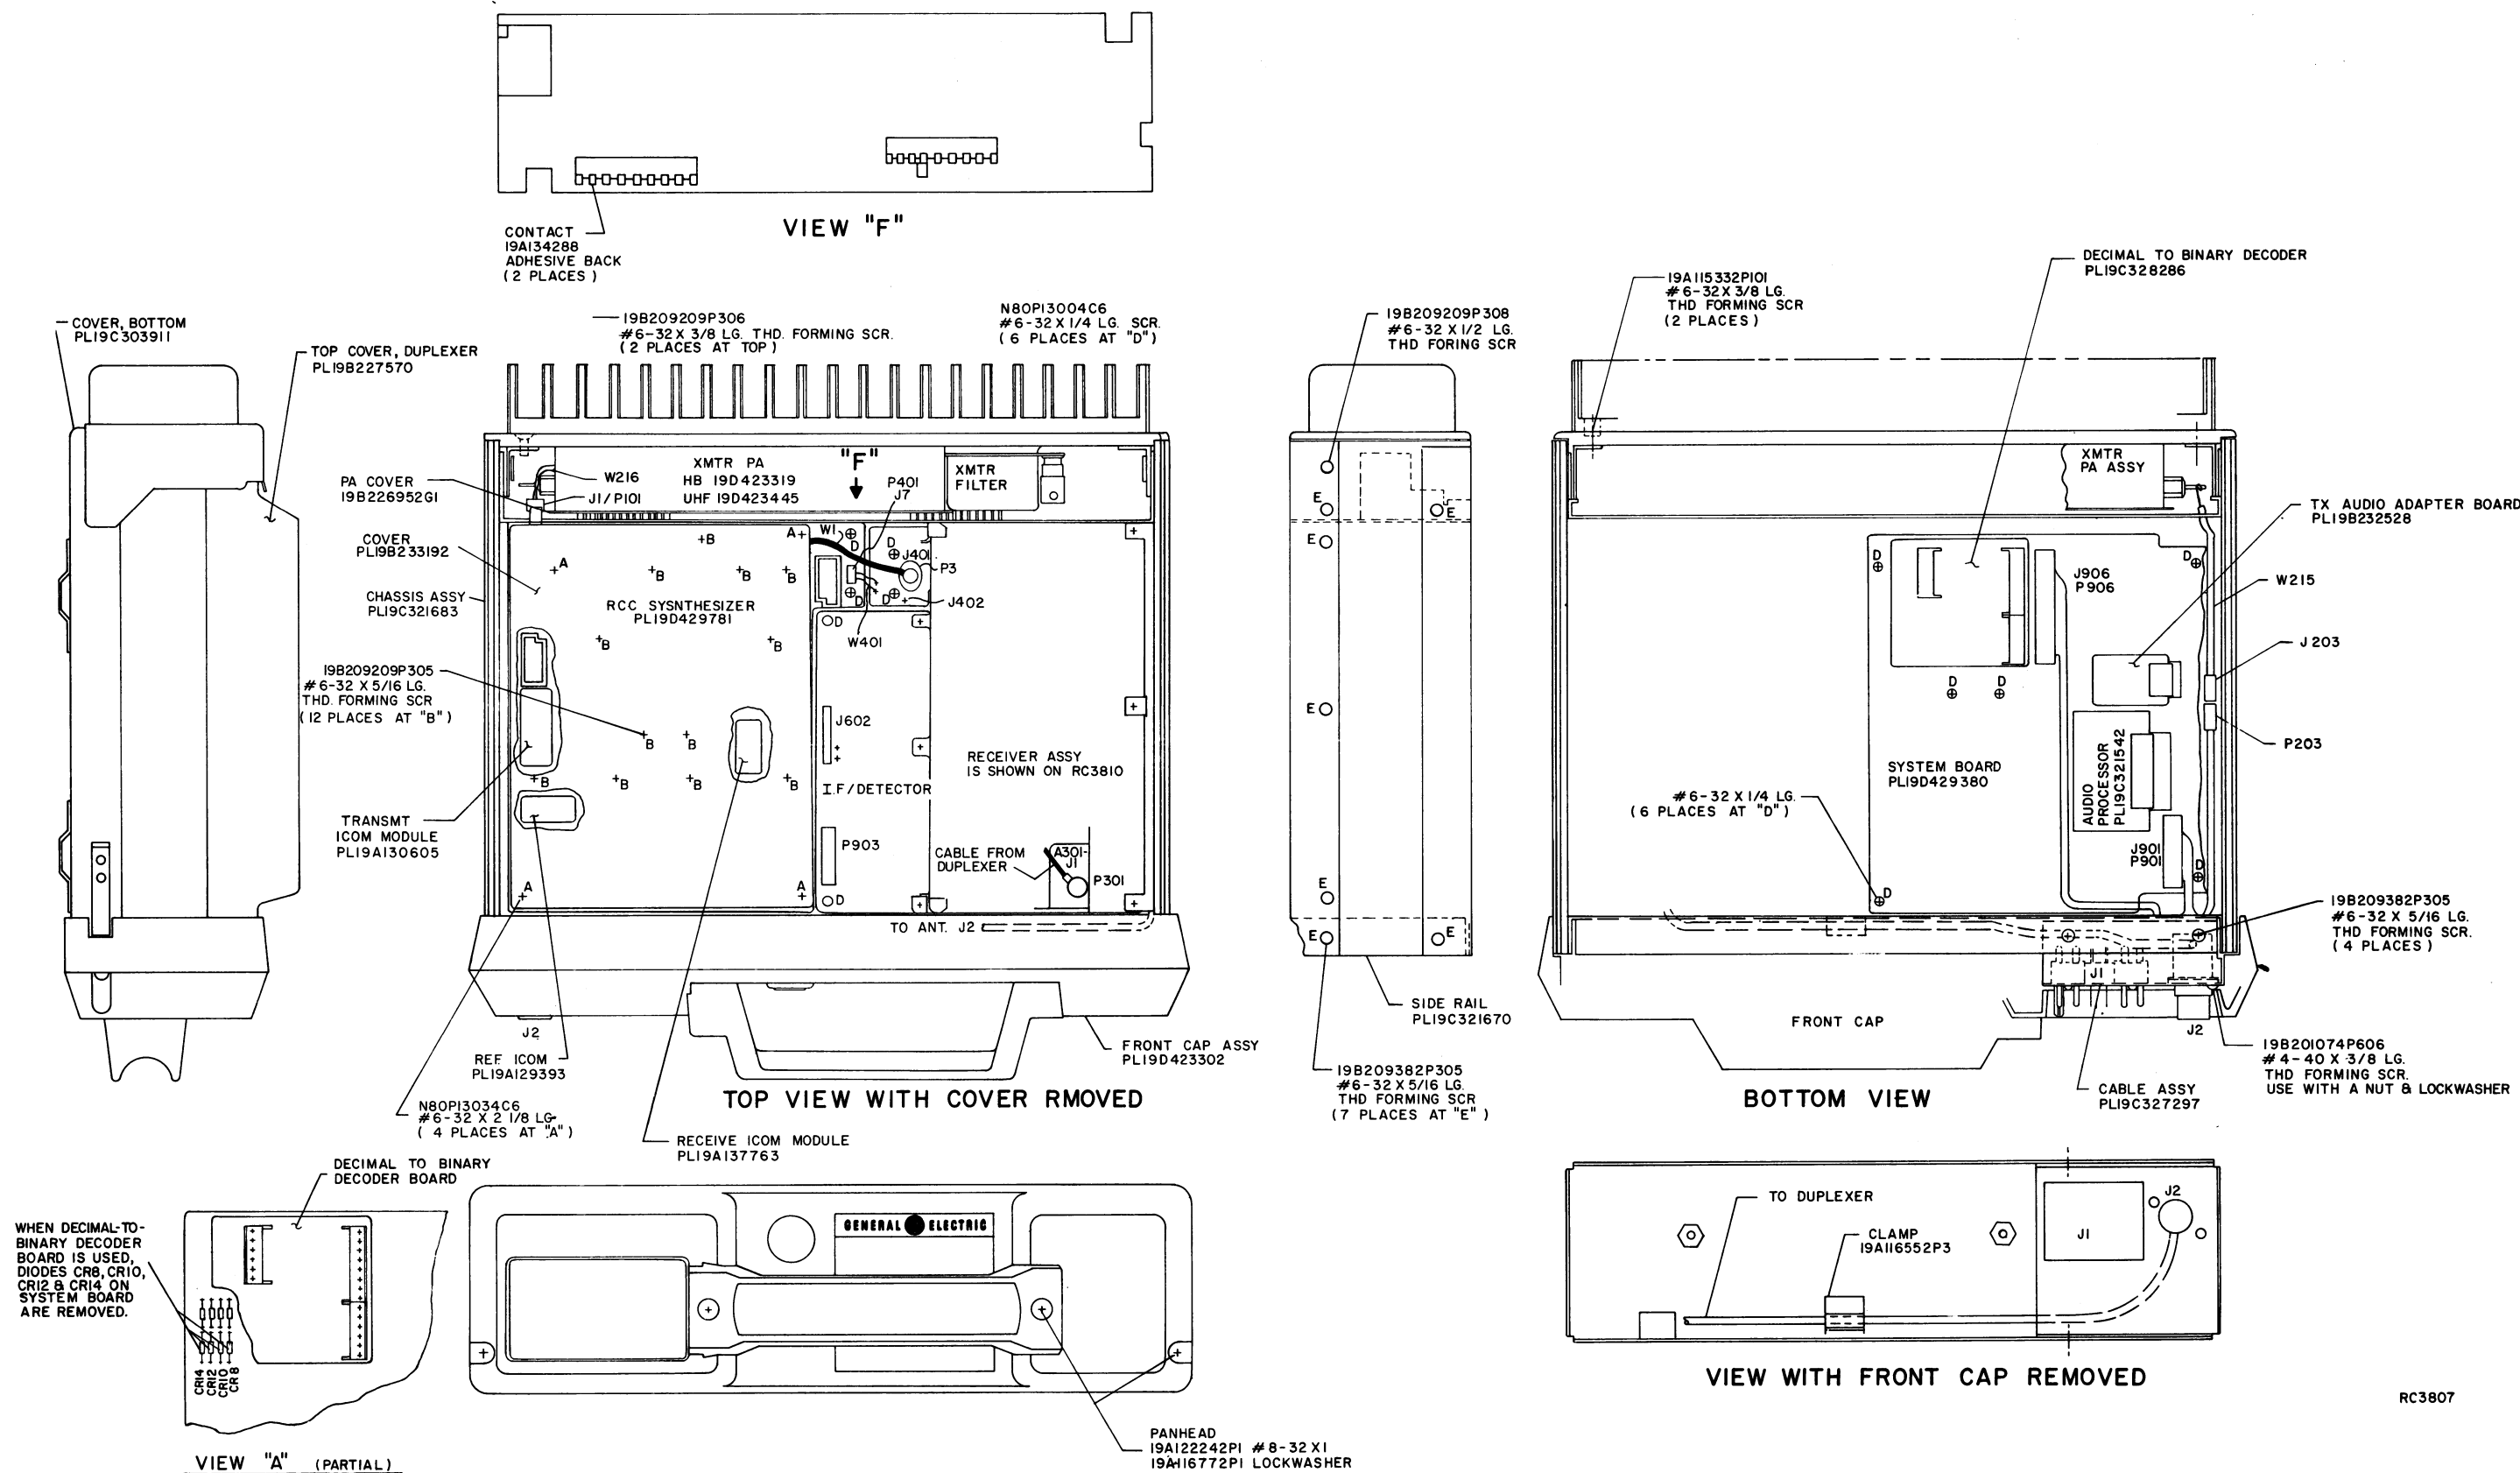 CONTACT
19A134288
ADHESIVE BACK
(2 PLACES)
VIEW "F"
COVER, BOTTOM
PL19C303911
TOP COVER, DUPLEXER
PL19B227570
19B209209P306
#6-32 X 3/8 LG. THD. FORMING SCR.
(2 PLACES AT TOP)
N80P13004C6
#6-32 X 1/4 LG. SCR.
(6 PLACES AT "D")
PA COVER
19B226952G1
COVER
PL19B233192
CHASSIS ASSY
PL19C321683
19B209209P305
#6-32 X 5/16 LG.
THD. FORMING SCR
(12 PLACES AT "B")
TRANSMT
ICOM MODULE
PL19A130605
REF. ICOM
PL19A129393
N80P13034C6
#6-32 X 2 1/8 LG.
(4 PLACES AT "A")
RECEIVE ICOM MODULE
PL19A137763
W216
J1/P101
XMTR PA
HB 19D423319
UHF 19D423445
"F"
P401
J7
XMTR
FILTER
W1
D
D
J401
P3
D
D
J402
W401
A
B
A
B
B
B
RCC SYSNTHESIZER
PL19D429781
B
B
B
B
B
B
B
B
A
A
D
J602
I.F/DETECTOR
P903
D
RECEIVER ASSY
IS SHOWN ON RC3810
CABLE FROM
DUPLEXER
A301-
J1
P301
TO ANT. J2
J2
FRONT CAP ASSY
PL19D423302
TOP VIEW WITH COVER RMOVED
19B209209P308
#6-32 X 1/2 LG.
THD FORING SCR
E
E
E
E
E
E
E
SIDE RAIL
PL19C321670
19B209382P305
#6-32 X 5/16 LG.
THD FORMING SCR
(7 PLACES AT "E")
19A115332P101
#6-32 X 3/8 LG.
THD FORMING SCR
(2 PLACES)
DECIMAL TO BINARY DECODER
PL19C328286
XMTR
PA ASSY
TX AUDIO ADAPTER BOARD
PL19B232528
W215
J203
P203
D
D
J906
P906
D
D
SYSTEM BOARD
PL19D429380
AUDIO
PROCESSOR
PL19C321542
#6-32 X 1/4 LG.
(6 PLACES AT "D")
J901
P901
D
D
19B209382P305
#6-32 X 5/16 LG.
THD FORMING SCR.
(4 PLACES)
J1
FRONT CAP
J2
19B201074P606
#4-40 X 3/8 LG.
THD FORMING SCR.
USE WITH A NUT & LOCKWASHER
CABLE ASSY
PL19C327297
BOTTOM VIEW
DECIMAL TO BINARY
DECODER BOARD
WHEN DECIMAL-TO-
BINARY DECODER
BOARD IS USED,
DIODES CR8, CR10,
CR12 & CR14 ON
SYSTEM BOARD
ARE REMOVED.
CR14
CR12
CR10
CR8
VIEW "A" (PARTIAL)
GENERAL ELECTRIC
PANHEAD
19A122242P1 #8-32 X 1
19A116772P1 LOCKWASHER
TO DUPLEXER
CLAMP
19A116552P3
J1
J2
VIEW WITH FRONT CAP REMOVED
RC3807